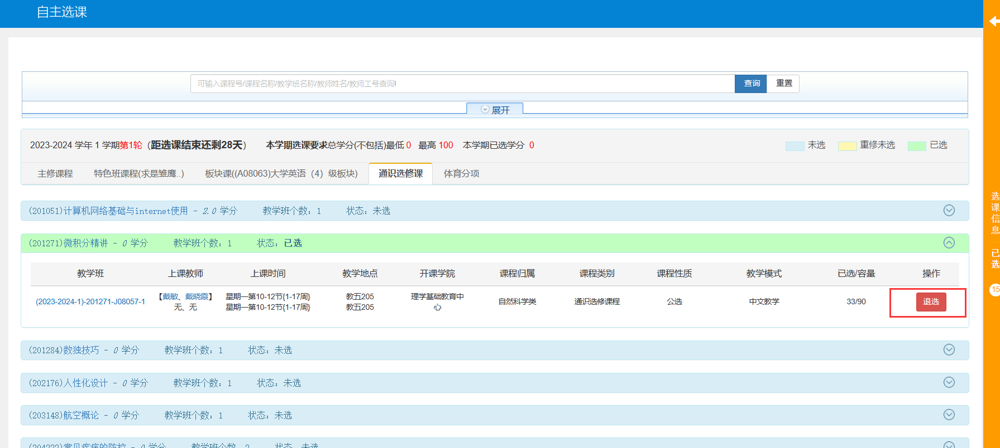 自主选课
可输入课程号/课程名称/教学班名称/教师姓名/教师工号查询!
查询
重置
展开
2023-2024 学年 1 学期第1轮（距选课结束还剩28天） 本学期选课要求总学分(不包括)最低 0 最高 100 本学期已选学分 0
未选
重修未选
已选
主修课程
特色班课程(求是雏鹰..)
板块课((A08063)大学英语（4）级板块)
通识选修课
体育分项
(201051)计算机网络基础与internet使用 - 2.0 学分 教学班个数：1 状态：未选
(201271)微积分精讲 - 0 学分 教学班个数：1 状态：已选
教学班 上课教师 上课时间 教学地点 开课学院 课程归属 课程类别 课程性质 教学模式 已选/容量 操作
(2023-2024-1)-201271-J08057-1
【戴敏、戴晓霞】
无、无
星期一第10-12节{1-17周}
星期一第10-12节{1-17周}
教五205
教五205
理学基础教育中
心
自然科学类
通识选修课程
公选
中文教学
33/90
退选
(201284)数独技巧 - 0 学分 教学班个数：1 状态：未选
(202176)人性化设计 - 0 学分 教学班个数：1 状态：未选
(203148)航空概论 - 0 学分 教学班个数：1 状态：未选
(204222)常见疾病的防控 - 0 学分 教学班个数：2 状态：未选
选课信息
已选
15